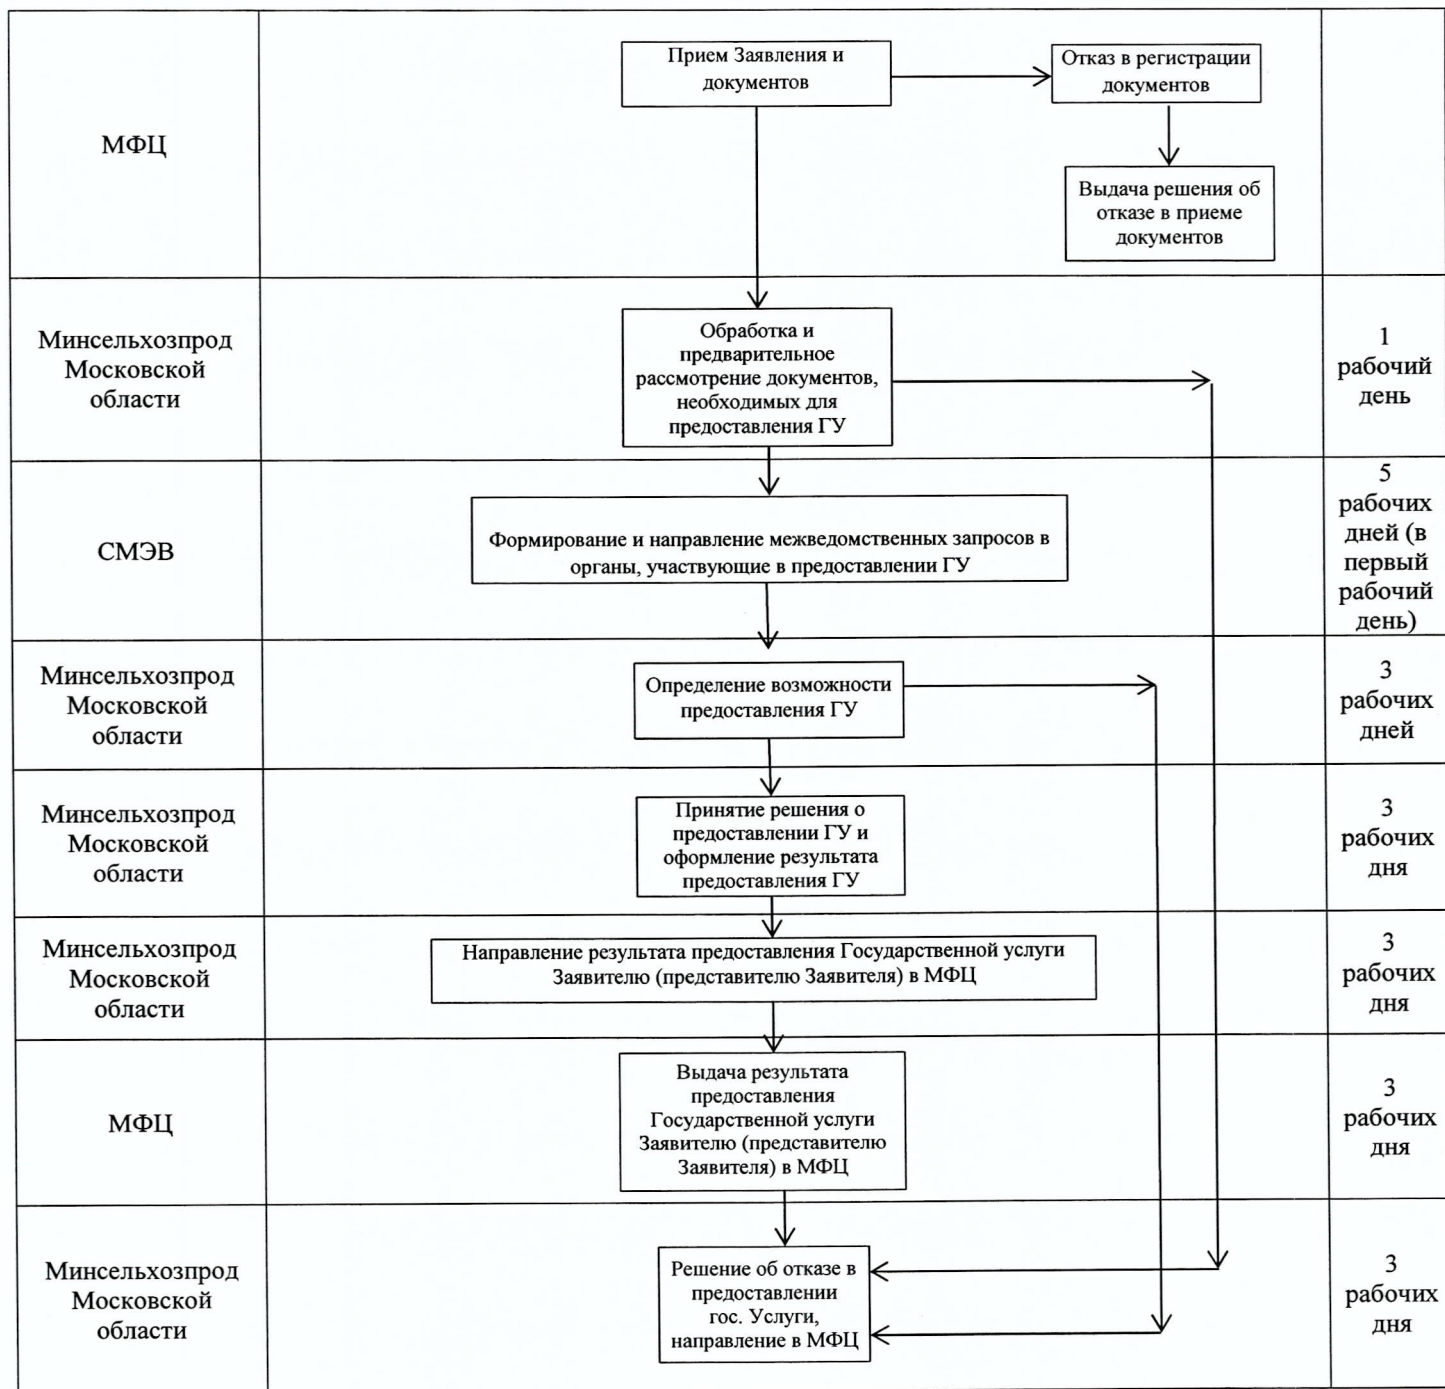 МФЦ
Прием Заявления и
документов
Отказ в регистрации
документов
Выдача решения об
отказе в приеме
документов
Минсельхозпрод
Московской
области
Обработка и
предварительное
рассмотрение документов,
необходимых для
предоставления ГУ
1
рабочий
день
СМЭВ
Формирование и направление межведомственных запросов в
органы, участвующие в предоставлении ГУ
5
рабочих
дней (в
первый
рабочий
день)
Минсельхозпрод
Московской
области
Определение возможности
предоставления ГУ
3
рабочих
дней
Минсельхозпрод
Московской
области
Принятие решения о
предоставлении ГУ и
оформление результата
предоставления ГУ
3
рабочих
дня
Минсельхозпрод
Московской
области
Направление результата предоставления Государственной услуги
Заявителю (представителю Заявителя) в МФЦ
3
рабочих
дня
МФЦ
Выдача результата
предоставления
Государственной услуги
Заявителю (представителю
Заявителя) в МФЦ
3
рабочих
дня
Минсельхозпрод
Московской
области
Решение об отказе в
предоставлении
гос. Услуги,
направление в МФЦ
3
рабочих
дня